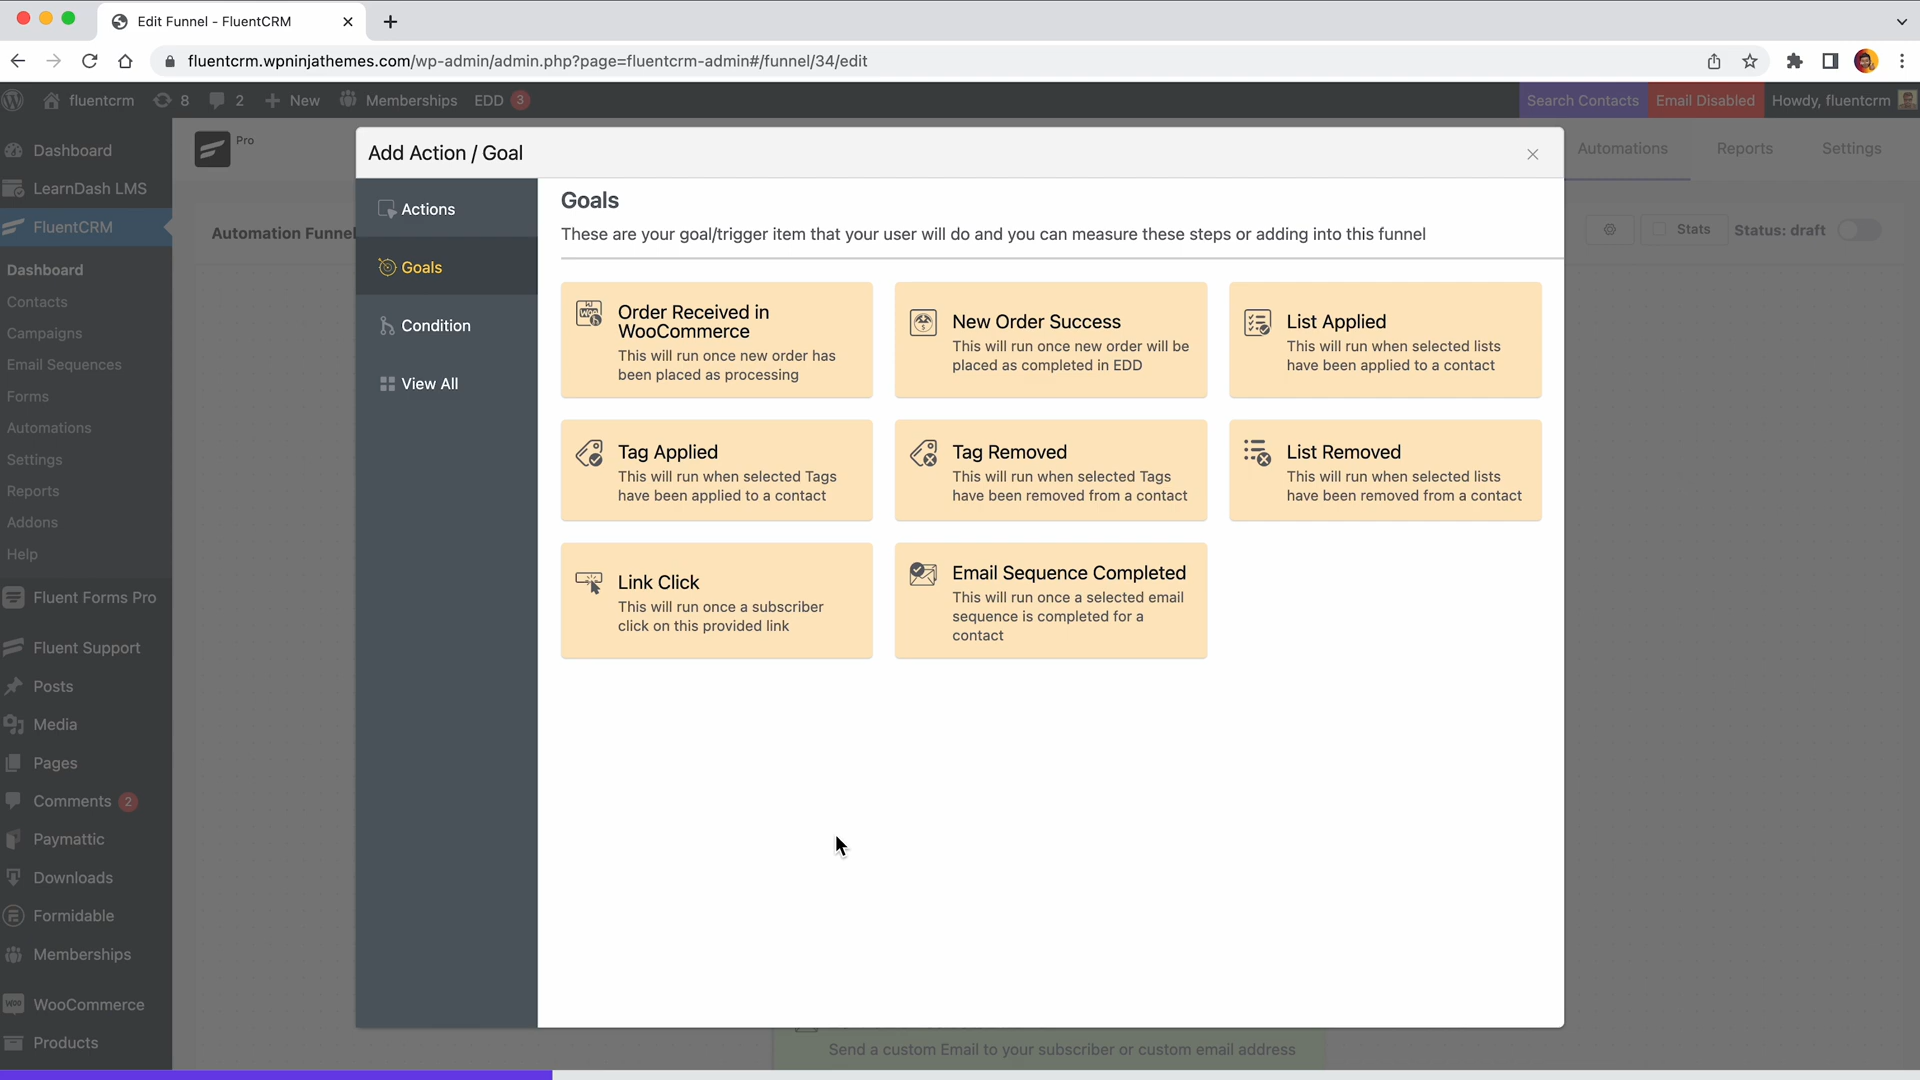 Edit Funnel - FluentCRM
fluentcrm.wpninjathemes.com/wp-admin/admin.php?page=fluentcrm-admin#/funnel/34/edit
fluentcrm 8 2 New Memberships EDD 3
Search Contacts Email Disabled Howdy, fluentcrm
Dashboard
LearnDash LMS
FluentCRM
Dashboard
Contacts
Campaigns
Email Sequences
Forms
Automations
Settings
Reports
Addons
Help
Fluent Forms Pro
Fluent Support
Posts
Media
Pages
Comments 2
Paymattic
Downloads
Formidable
Memberships
WooCommerce
Products
Pro
Automations Reports Settings
Automation Funnel
Stats Status: draft
Add Action / Goal
Actions
Goals
Condition
View All
Goals
These are your goal/trigger item that your user will do and you can measure these steps or adding into this funnel
Order Received in
WooCommerce
This will run once new order has
been placed as processing
New Order Success
This will run once new order will be
placed as completed in EDD
List Applied
This will run when selected lists
have been applied to a contact
Tag Applied
This will run when selected Tags
have been applied to a contact
Tag Removed
This will run when selected Tags
have been removed from a contact
List Removed
This will run when selected lists
have been removed from a contact
Link Click
This will run once a subscriber
click on this provided link
Email Sequence Completed
This will run once a selected email
sequence is completed for a
contact
Send a custom Email to your subscriber or custom email address